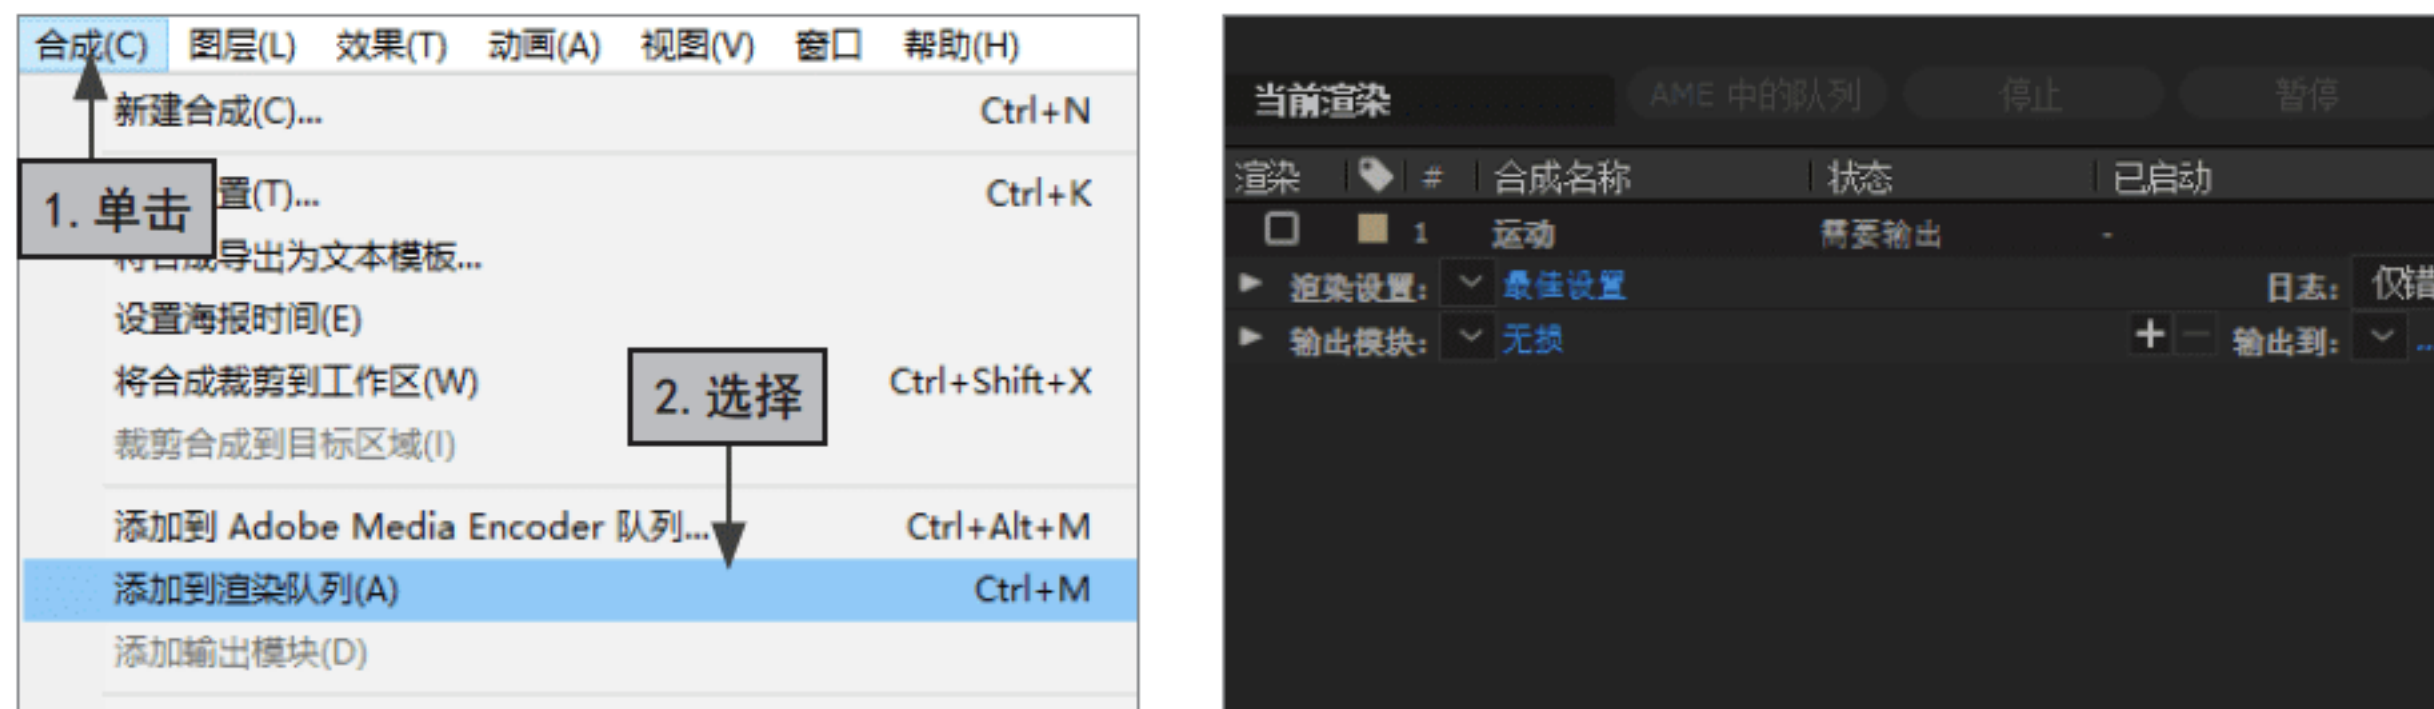 合成(C) 图层(L) 效果(T) 动画(A) 视图(V) 窗口 帮助(H)
新建合成(C)... Ctrl+N
1. 单击
置(T)... Ctrl+K
将合成导出为文本模板...
设置海报时间(E)
将合成裁剪到工作区(W) Ctrl+Shift+X
2. 选择
裁剪合成到目标区域(I)
添加到 Adobe Media Encoder 队列... Ctrl+Alt+M
添加到渲染队列(A) Ctrl+M
添加输出模块(D)
当前渲染 AME 中的队列 停止 暂停
渲染 # 合成名称 状态 已启动
1 运动 需要输出 -
渲染设置: 最佳设置 日志: 仅错
输出模块: 无损 + - 输出到: